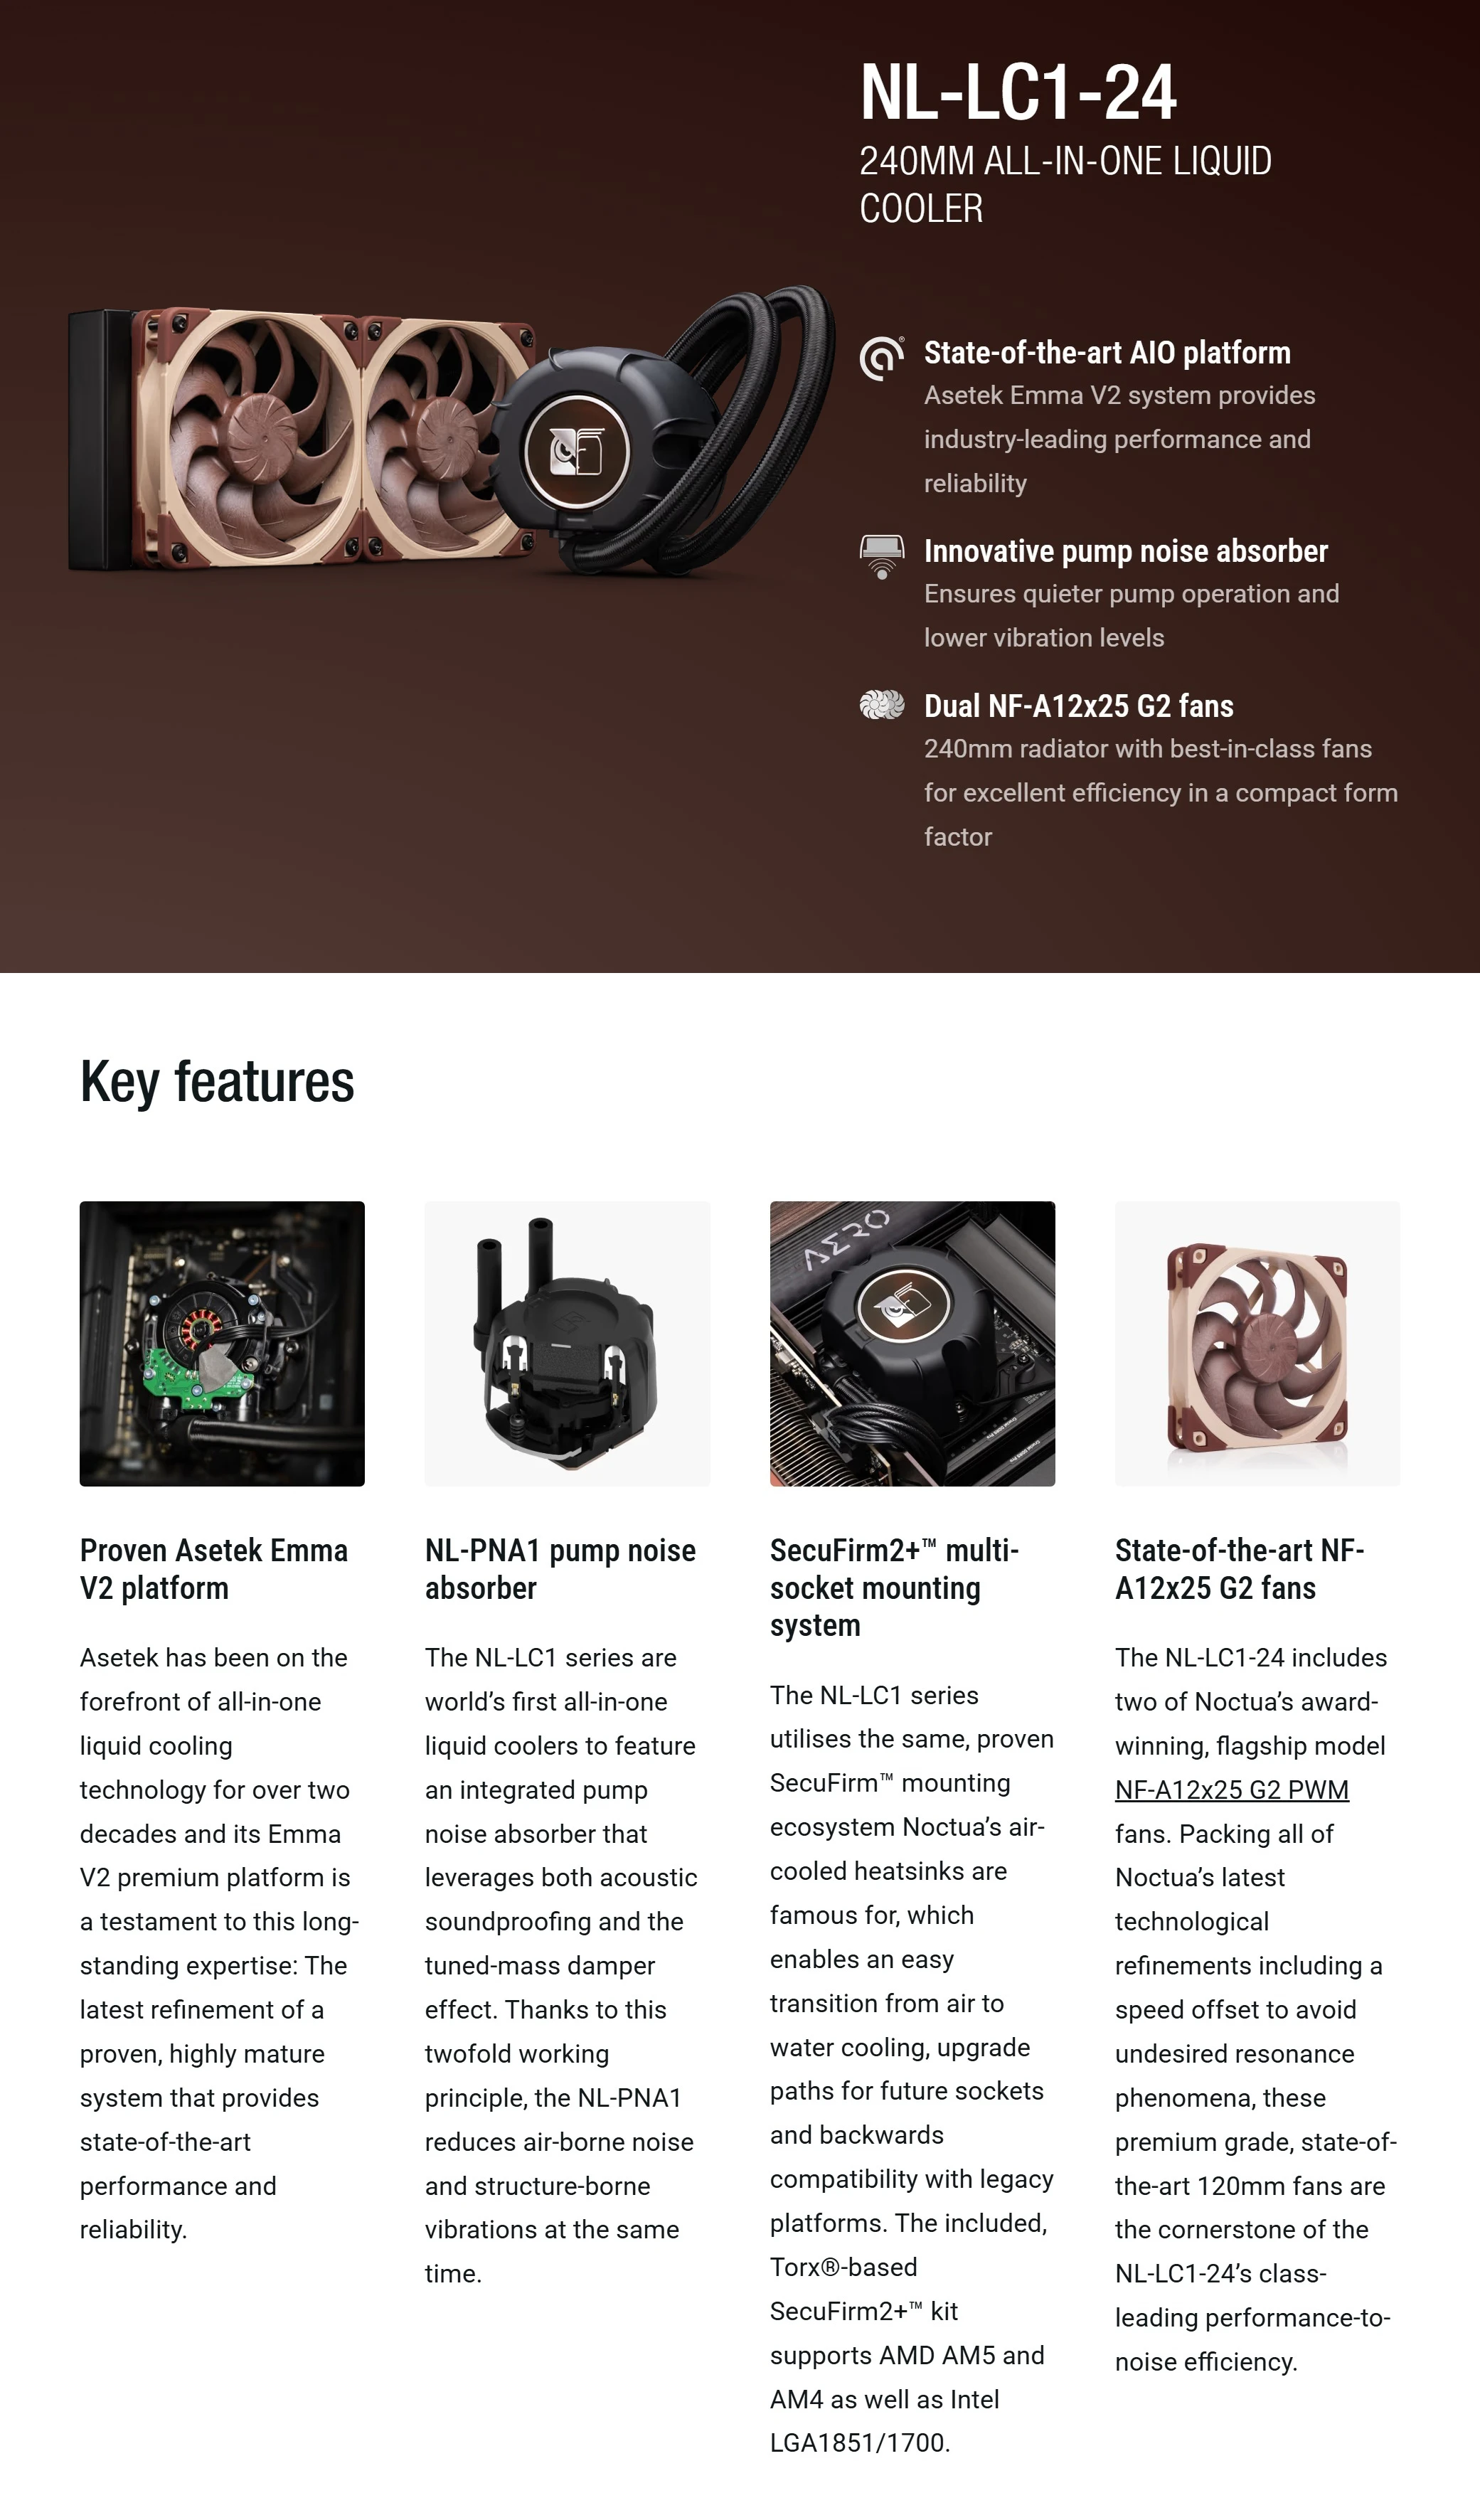 NL-LC1-24
240MM ALL-IN-ONE LIQUID
COOLER
State-of-the-art AIO platform
Asetek Emma V2 system provides
industry-leading performance and
reliability
Innovative pump noise absorber
Ensures quieter pump operation and
lower vibration levels
Dual NF-A12x25 G2 fans
240mm radiator with best-in-class fans
for excellent efficiency in a compact form
factor
Key features
AERO
Proven Asetek Emma
V2 platform
Asetek has been on the
forefront of all-in-one
liquid cooling
technology for over two
decades and its Emma
V2 premium platform is
a testament to this long-
standing expertise: The
latest refinement of a
proven, highly mature
system that provides
state-of-the-art
performance and
reliability.
NL-PNA1 pump noise
absorber
The NL-LC1 series are
world’s first all-in-one
liquid coolers to feature
an integrated pump
noise absorber that
leverages both acoustic
soundproofing and the
tuned-mass damper
effect. Thanks to this
twofold working
principle, the NL-PNA1
reduces air-borne noise
and structure-borne
vibrations at the same
time.
SecuFirm2+™ multi-
socket mounting
system
The NL-LC1 series
utilises the same, proven
SecuFirm™ mounting
ecosystem Noctua’s air-
cooled heatsinks are
famous for, which
enables an easy
transition from air to
water cooling, upgrade
paths for future sockets
and backwards
compatibility with legacy
platforms. The included,
Torx®-based
SecuFirm2+™ kit
supports AMD AM5 and
AM4 as well as Intel
LGA1851/1700.
State-of-the-art NF-
A12x25 G2 fans
The NL-LC1-24 includes
two of Noctua’s award-
winning, flagship model
NF-A12x25 G2 PWM
fans. Packing all of
Noctua’s latest
technological
refinements including a
speed offset to avoid
undesired resonance
phenomena, these
premium grade, state-of-
the-art 120mm fans are
the cornerstone of the
NL-LC1-24’s class-
leading performance-to-
noise efficiency.